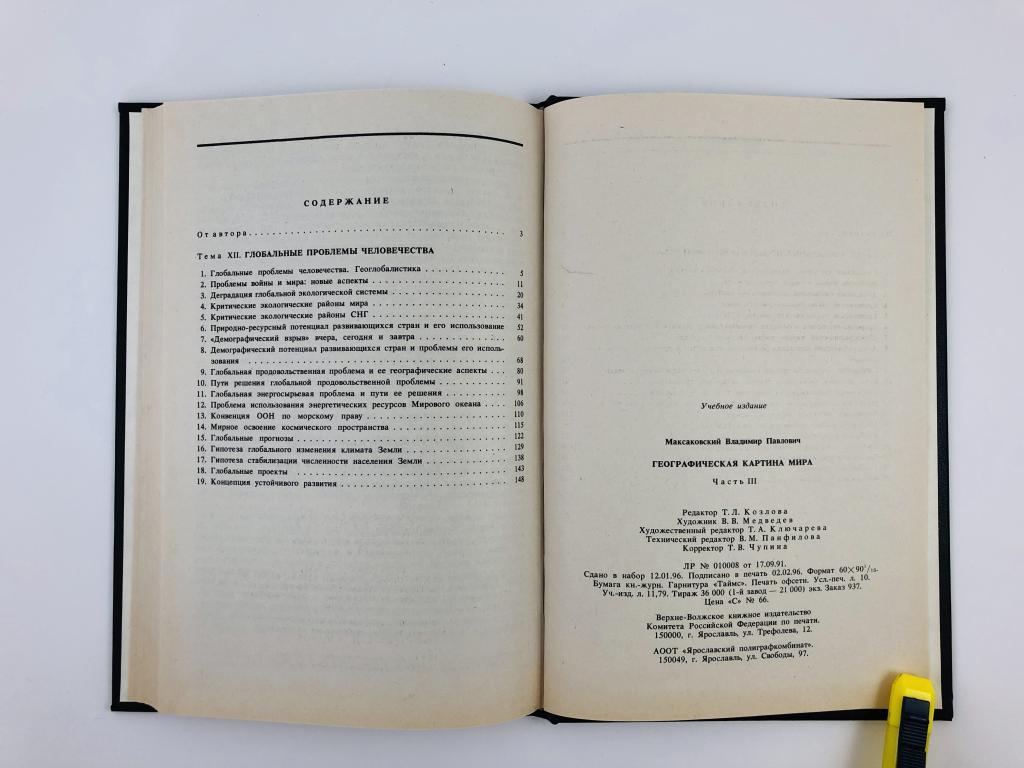 СОДЕРЖАНИЕ
От автора . . . . . . . . . . . . . . . . . . . . . . . . . . . . . . 3
Тема XII. ГЛОБАЛЬНЫЕ ПРОБЛЕМЫ ЧЕЛОВЕЧЕСТВА
1. Глобальные проблемы человечества. Геоглобалистика . . . . . . . . . . 5
2. Проблемы войны и мира: новые аспекты . . . . . . . . . . . . . . . 11
3. Деградация глобальной экологической системы . . . . . . . . . . . . 20
4. Критические экологические районы мира . . . . . . . . . . . . . . . 34
5. Критические экологические районы СНГ . . . . . . . . . . . . . . . 41
6. Природно-ресурсный потенциал развивающихся стран и его использование 52
7. «Демографический взрыв» вчера, сегодня и завтра . . . . . . . . . . 60
8. Демографический потенциал развивающихся стран и проблемы его исполь-
зования . . . . . . . . . . . . . . . . . . . . . . . . . . . . . . 68
9. Глобальная продовольственная проблема и ее географические аспекты . . . 80
10. Пути решения глобальной продовольственной проблемы . . . . . . . . 91
11. Глобальная энергосырьевая проблема и пути ее решения . . . . . . . 98
12. Проблема использования энергетических ресурсов Мирового океана . . . . 106
13. Конвенция ООН по морскому праву . . . . . . . . . . . . . . . . 110
14. Мирное освоение космического пространства . . . . . . . . . . . . . 115
15. Глобальные прогнозы . . . . . . . . . . . . . . . . . . . . . . . 122
16. Гипотеза глобального изменения климата Земли . . . . . . . . . . . 129
17. Гипотеза стабилизации численности населения Земли . . . . . . . . . 138
18. Глобальные проекты . . . . . . . . . . . . . . . . . . . . . . . 143
19. Концепция устойчивого развития . . . . . . . . . . . . . . . . . . 148
Учебное издание
Максаковский Владимир Павлович
ГЕОГРАФИЧЕСКАЯ КАРТИНА МИРА
Часть III
Редактор Т. Л. Козлова
Художник В. В. Медведев
Художественный редактор Т. А. Ключарева
Технический редактор В. М. Панфилова
Корректор Т. В. Чупина
ЛР № 010008 от 17.09.91.
Сдано в набор 12.01.96. Подписано в печать 02.02.96. Формат 60×90¹/₁₆.
Бумага кн.-журн. Гарнитура «Таймс». Печать офсетн. Усл.-печ. л. 10.
Уч.-изд. л. 11,79. Тираж 36 000 (1-й завод — 21 000) экз. Заказ 937.
Цена «С» № 66.
Верхне-Волжское книжное издательство
Комитета Российской Федерации по печати.
150000, г. Ярославль, ул. Трефолева, 12.
АООТ «Ярославский полиграфкомбинат».
150049, г. Ярославль, ул. Свободы, 97.